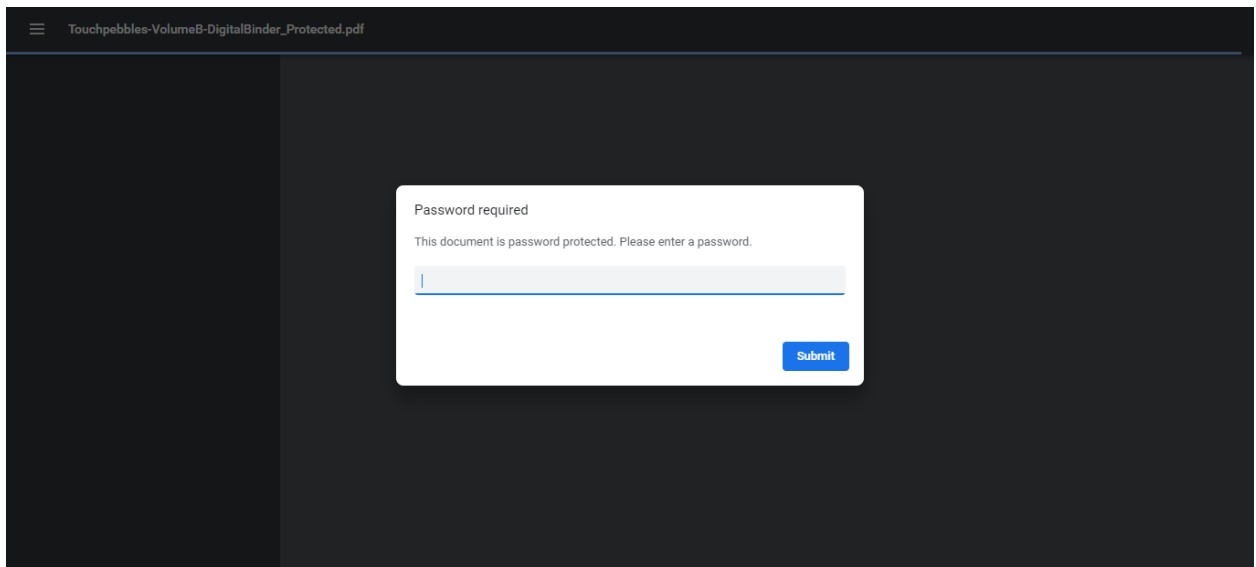 Touchpebbles-VolumeB-DigitalBinder_Protected.pdf
Password required
This document is password protected. Please enter a password.
Submit